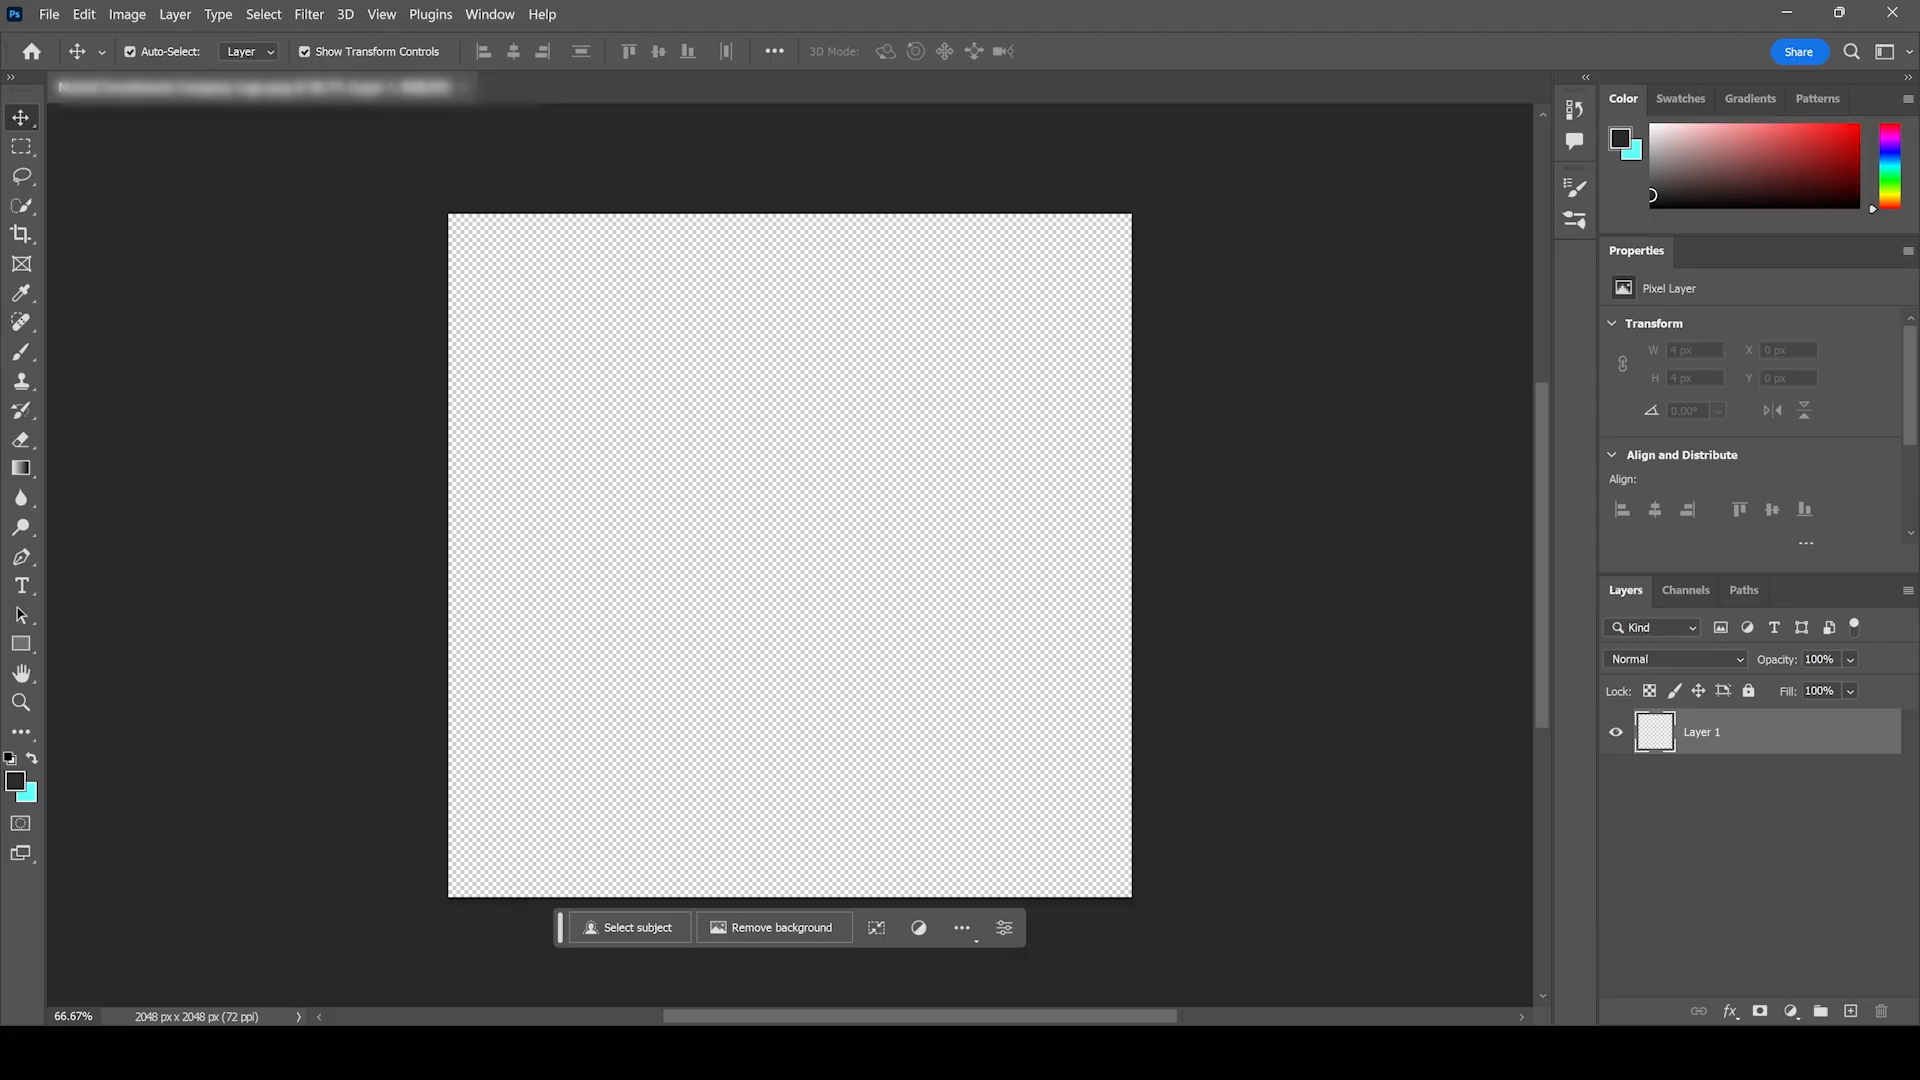 Ps File Edit Image Layer Select Filter 3D View Plugins Window Help
Auto-Select: Layer Show Transform Controls 3D Mode: Share
Color Swatches Gradients Patterns
Properties
Pixel Layer
Transform
W 4 px X 0 px
H 4 px Y 0 px
0.00°
Align and Distribute
Align:
Layers Channels Paths
Kind
Normal Opacity: 100%
Lock: Fill: 100%
Layer 1
Select subject Remove background
66.67% 2048 px x 2048 px (72 ppi)